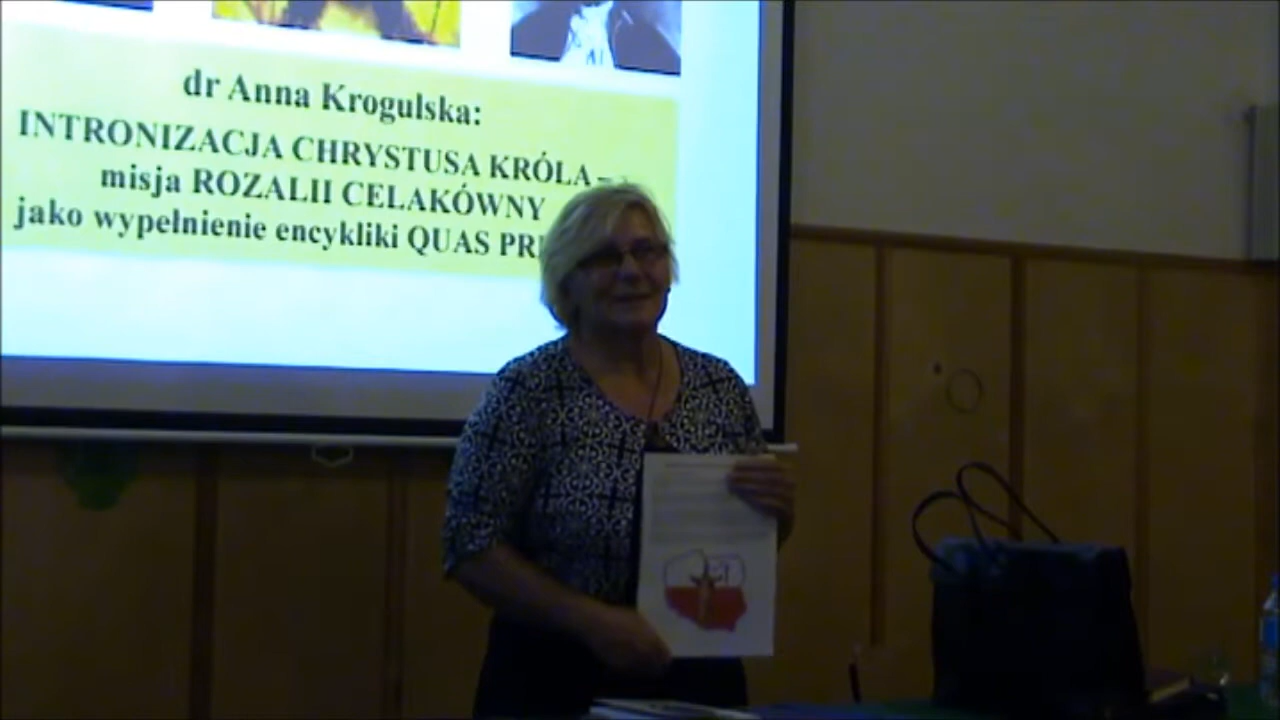 dr Anna Krogulska:
INTRONIZACJA CHRYSTUSA KRÓLA –
misja ROZALII CELAKÓWNY
jako wypełnienie encykliki QUAS